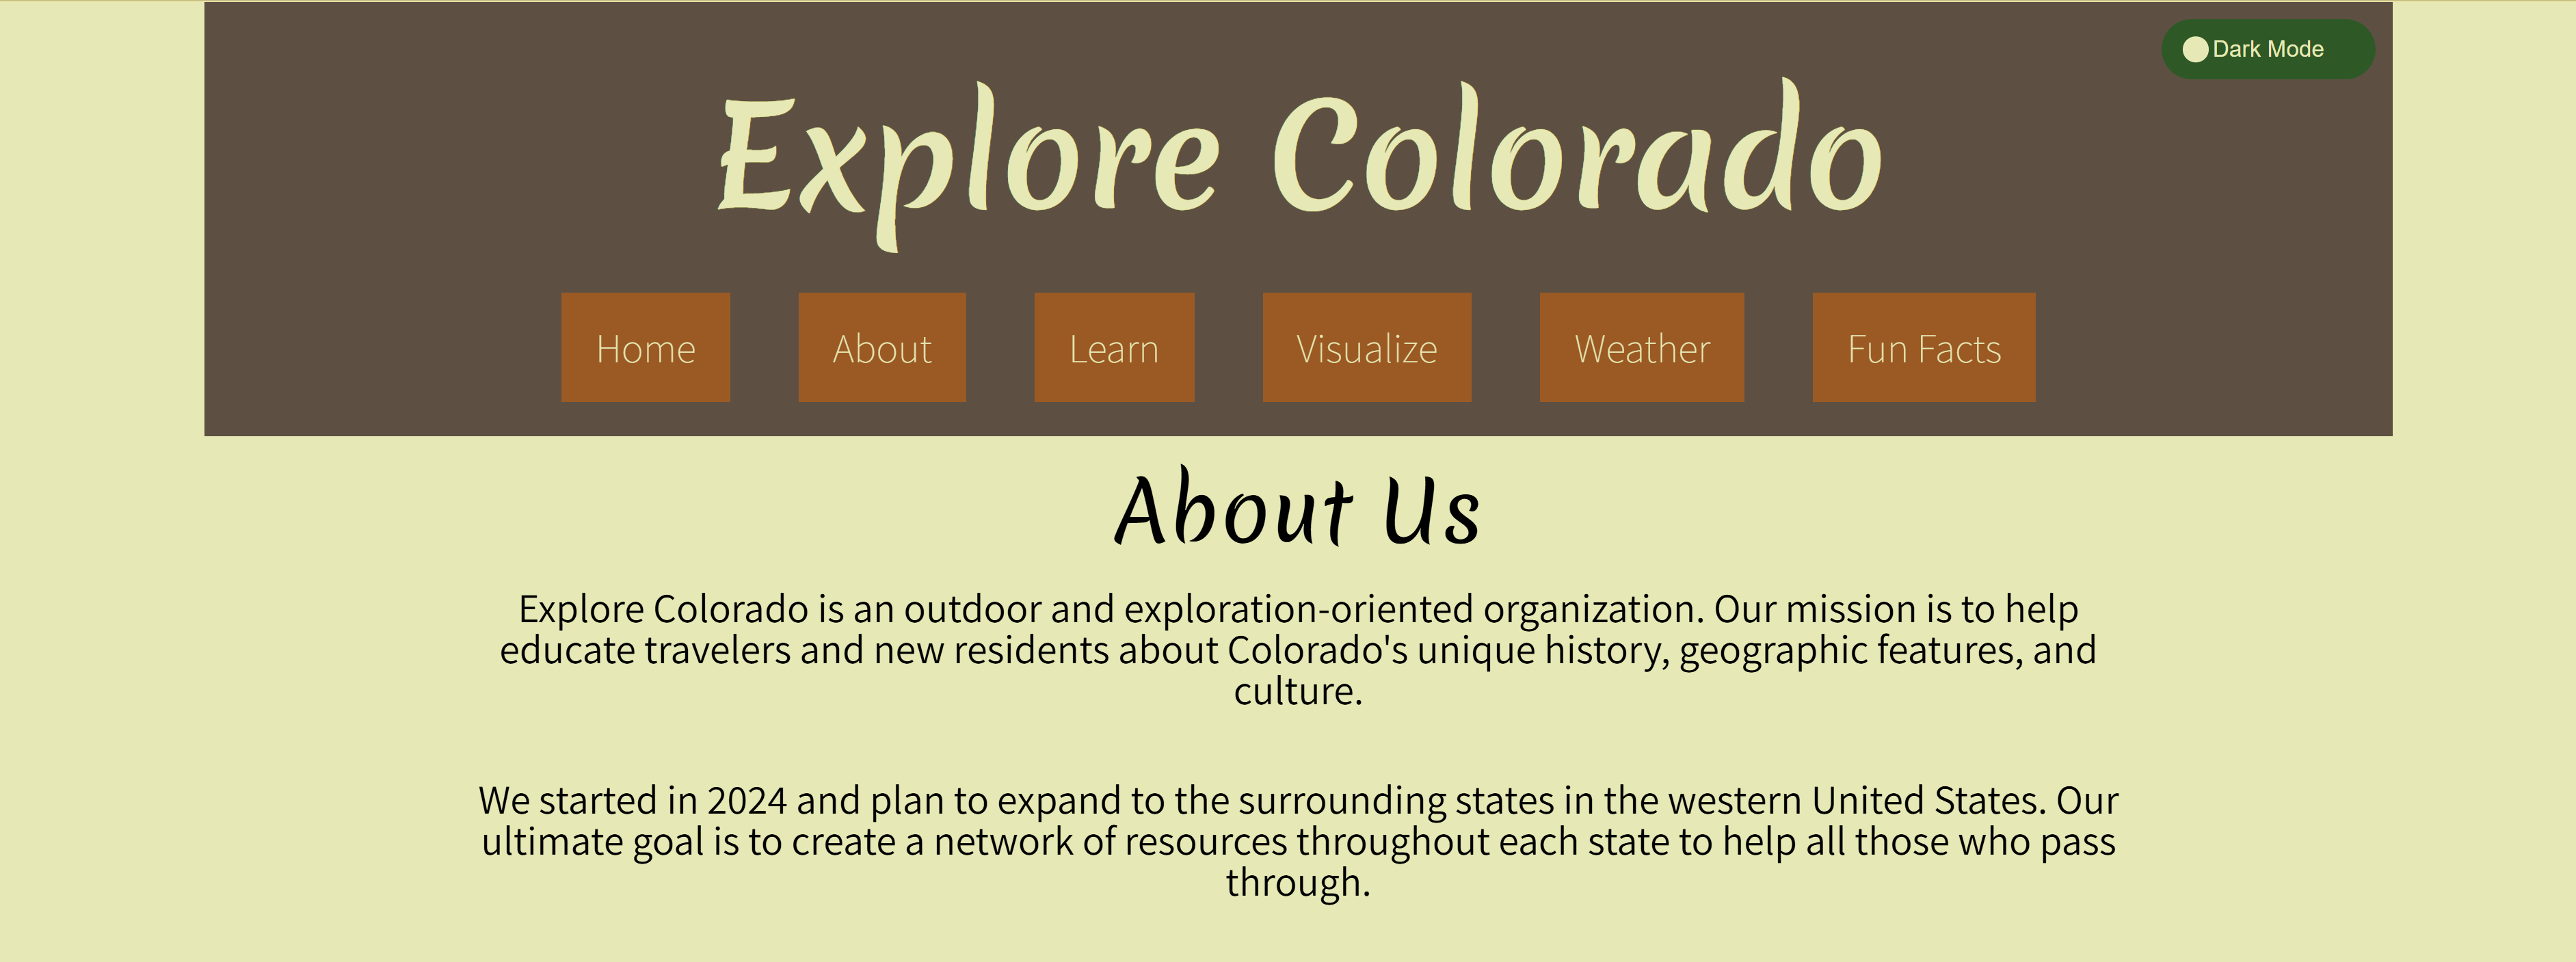 Dark Mode
Explore Colorado
Home About Learn Visualize Weather Fun Facts
About Us
Explore Colorado is an outdoor and exploration-oriented organization. Our mission is to help
educate travelers and new residents about Colorado's unique history, geographic features, and
culture.
We started in 2024 and plan to expand to the surrounding states in the western United States. Our
ultimate goal is to create a network of resources throughout each state to help all those who pass
through.